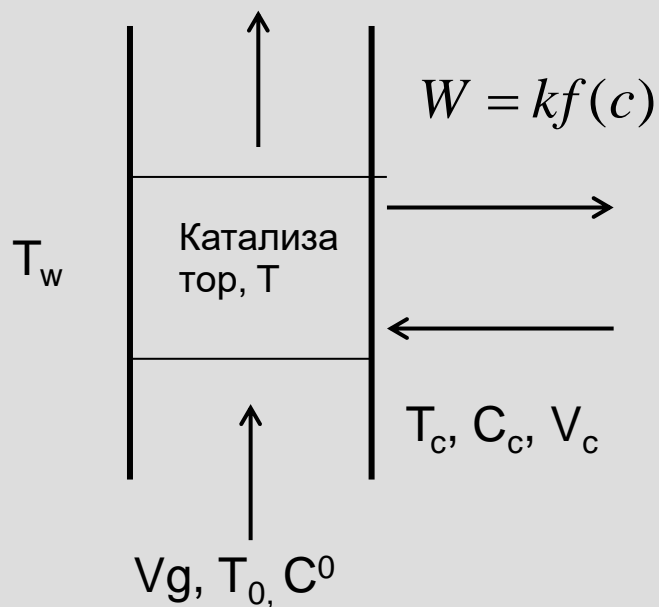 W = kf(c)
Катализа
тор, T
T_w
T_c, C_c, V_c
Vg, T_0, C^0